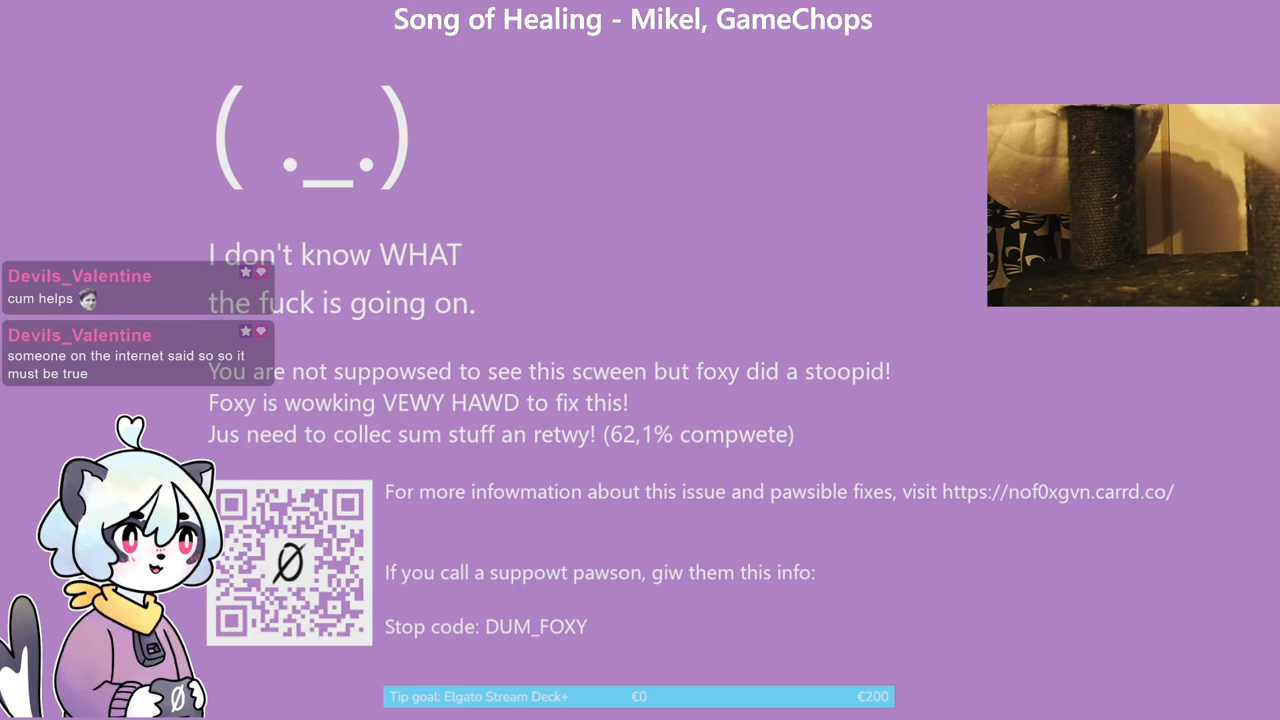 Song of Healing - Mikel, GameChops
( ._.)
I don't know WHAT
the fuck is going on.
Devils_Valentine
cum helps
Devils_Valentine
someone on the internet said so so it
must be true
You are not suppowsed to see this scween but foxy did a stoopid!
Foxy is wowking VEWY HAWD to fix this!
Jus need to collec sum stuff an retwy! (62,1% compwete)
For more infowmation about this issue and pawsible fixes, visit https://nof0xgvn.carrd.co/
Ø
If you call a suppowt pawson, giw them this info:
Stop code: DUM_FOXY
Ø
Tip goal: Elgato Stream Deck+ €0 €200